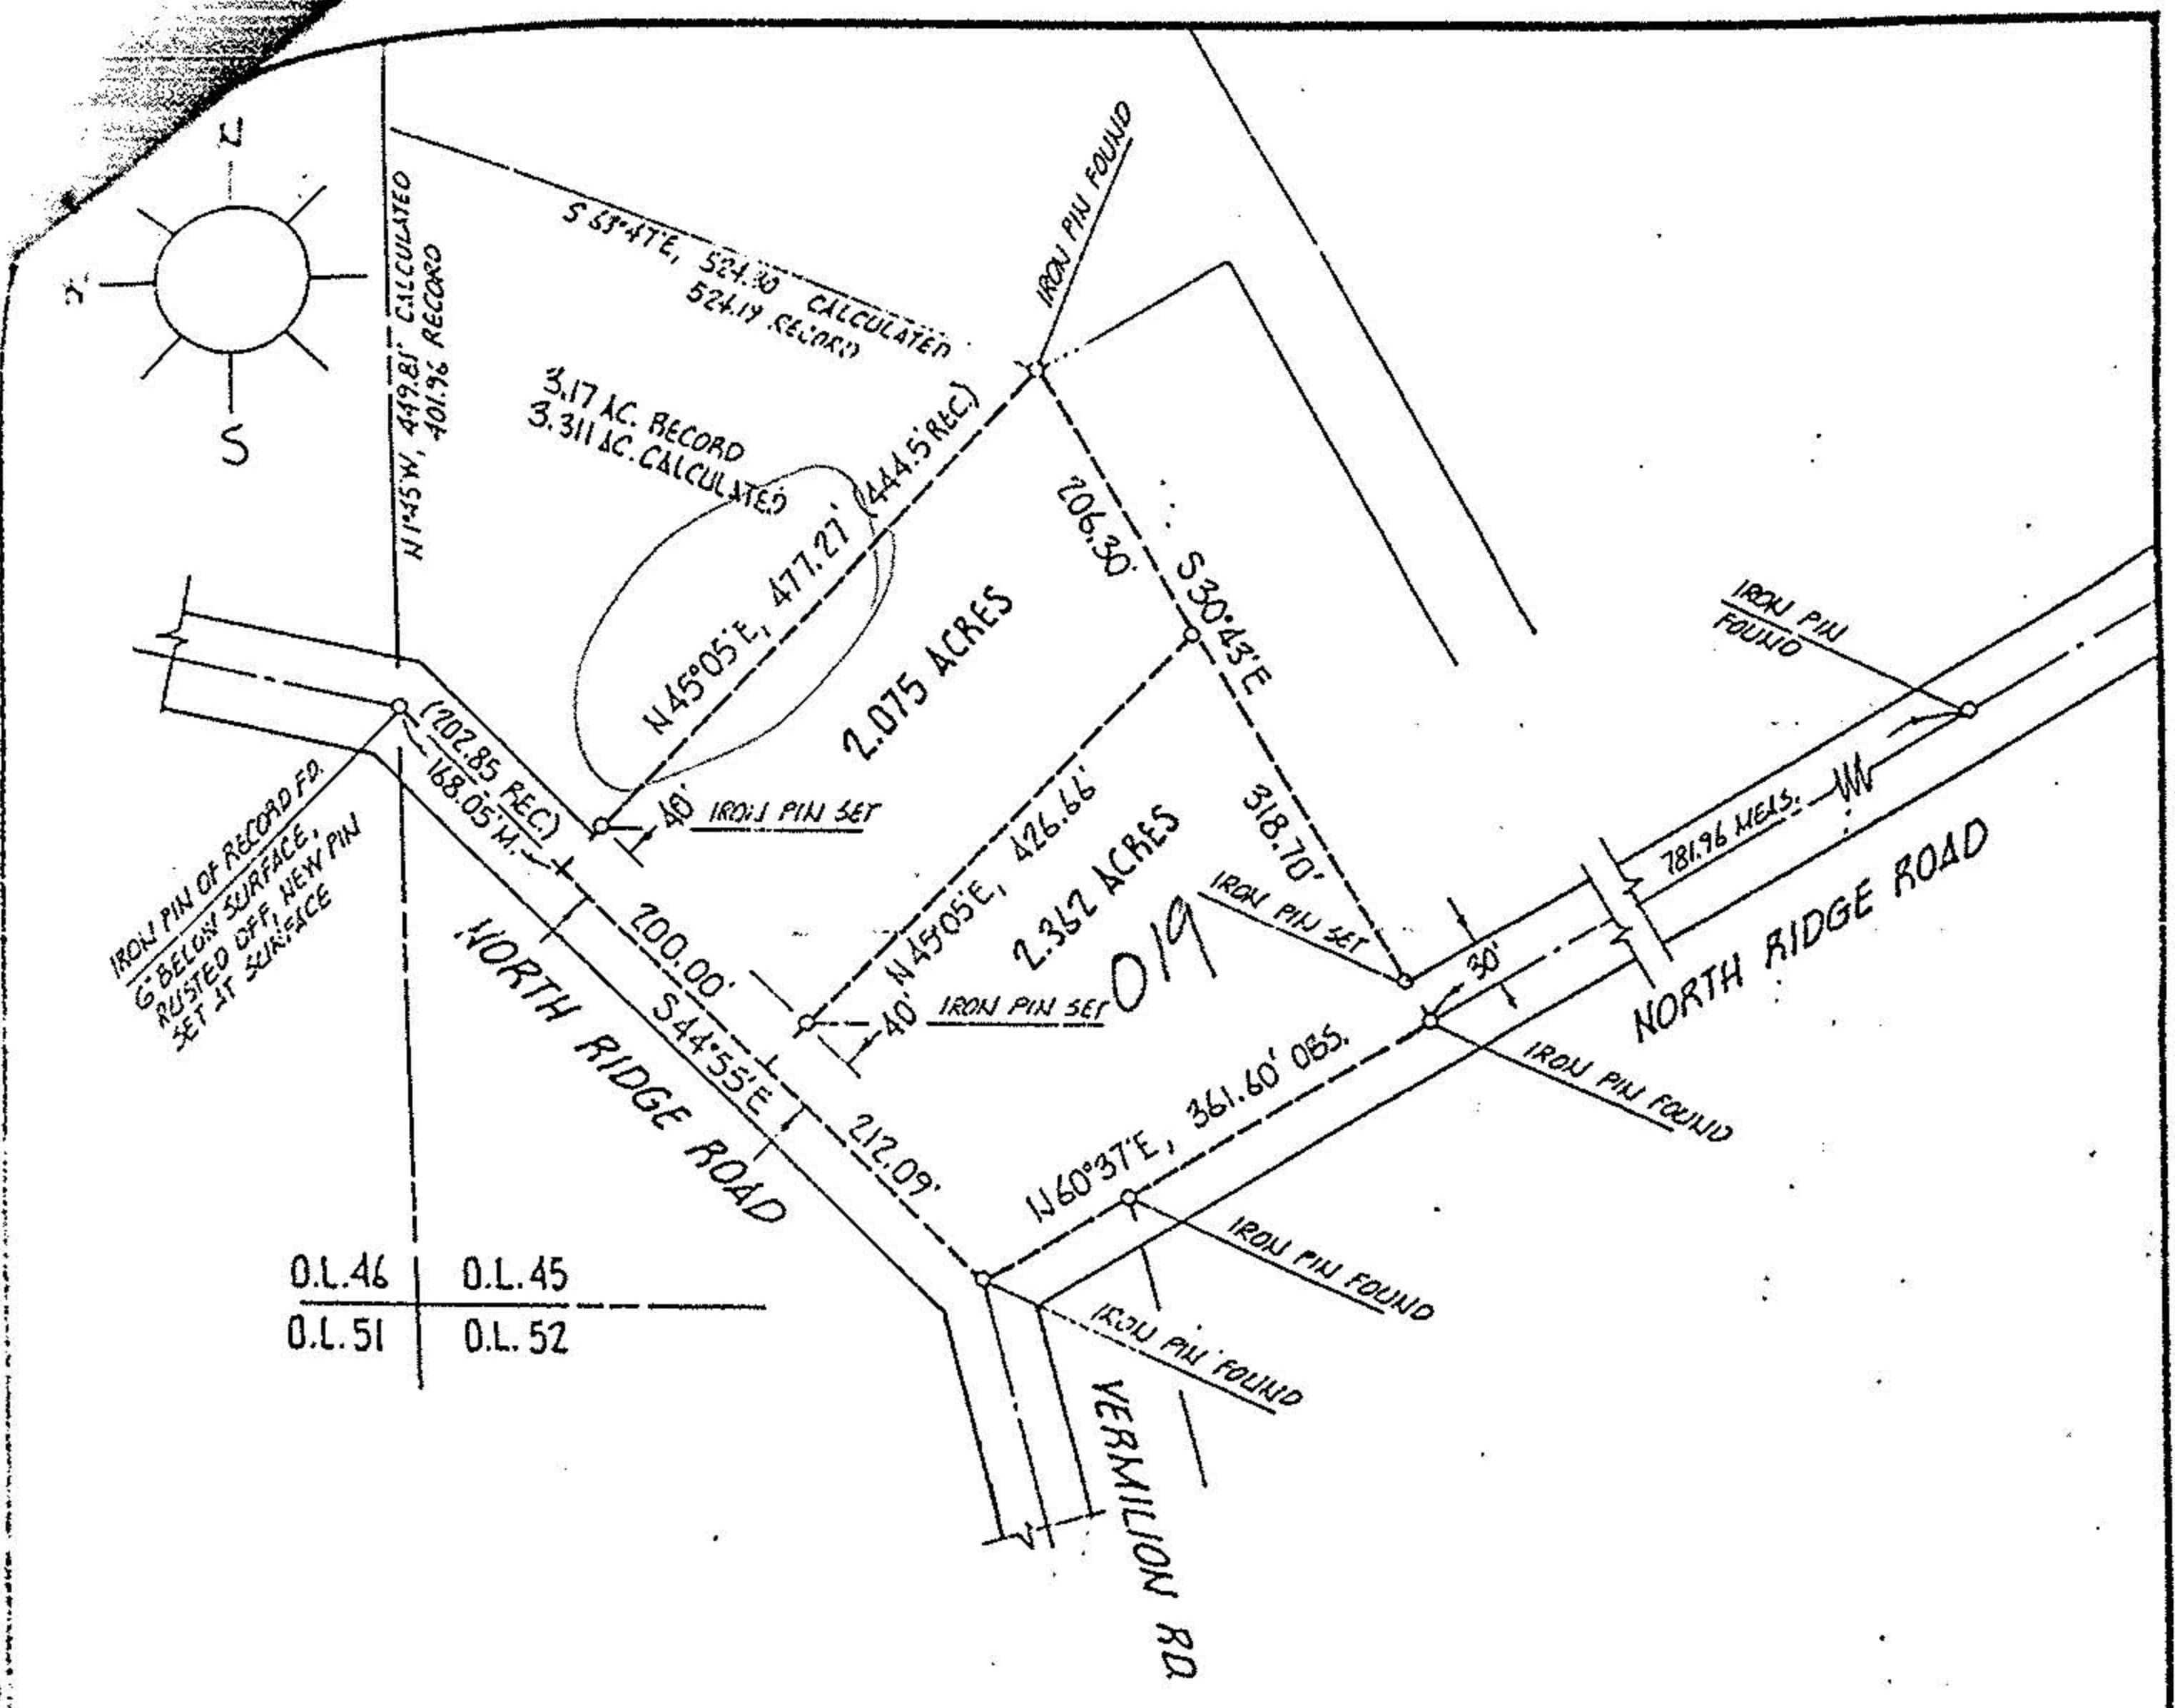 N
S
N 1°45'W, 449.85' CALCULATED
401.96 RECORD
524.30 CALCULATED
524.19 RECORD
IRON PIN FOUND
3.17 AC. RECORD
3.311 AC. CALCULATED
N 45°05'E, 477.27' (444.5' REC.)
206.30'
S 30°43'E
2.075 ACRES
IRON PIN
FOUND
(202.85 REC.)
168.05' M.
40' IRON PIN SET
IRON PIN OF RECORD FD.
6" BELOW SURFACE,
RUSTED OFF, NEW PIN
SET AT SURFACE
N 45°05'E, 426.66'
318.70'
2.362 ACRES
019
IRON PIN SET
781.96 MEAS.
NORTH RIDGE ROAD
30'
200.00'
S 44°55'E
NORTH RIDGE ROAD
40' IRON PIN SET
212.09'
N 60°37'E, 361.60' OBS.
IRON PIN FOUND
IRON PIN FOUND
IRON PIN FOUND
O.L. 46 O.L. 45
O.L. 51 O.L. 52
VERMILION RD